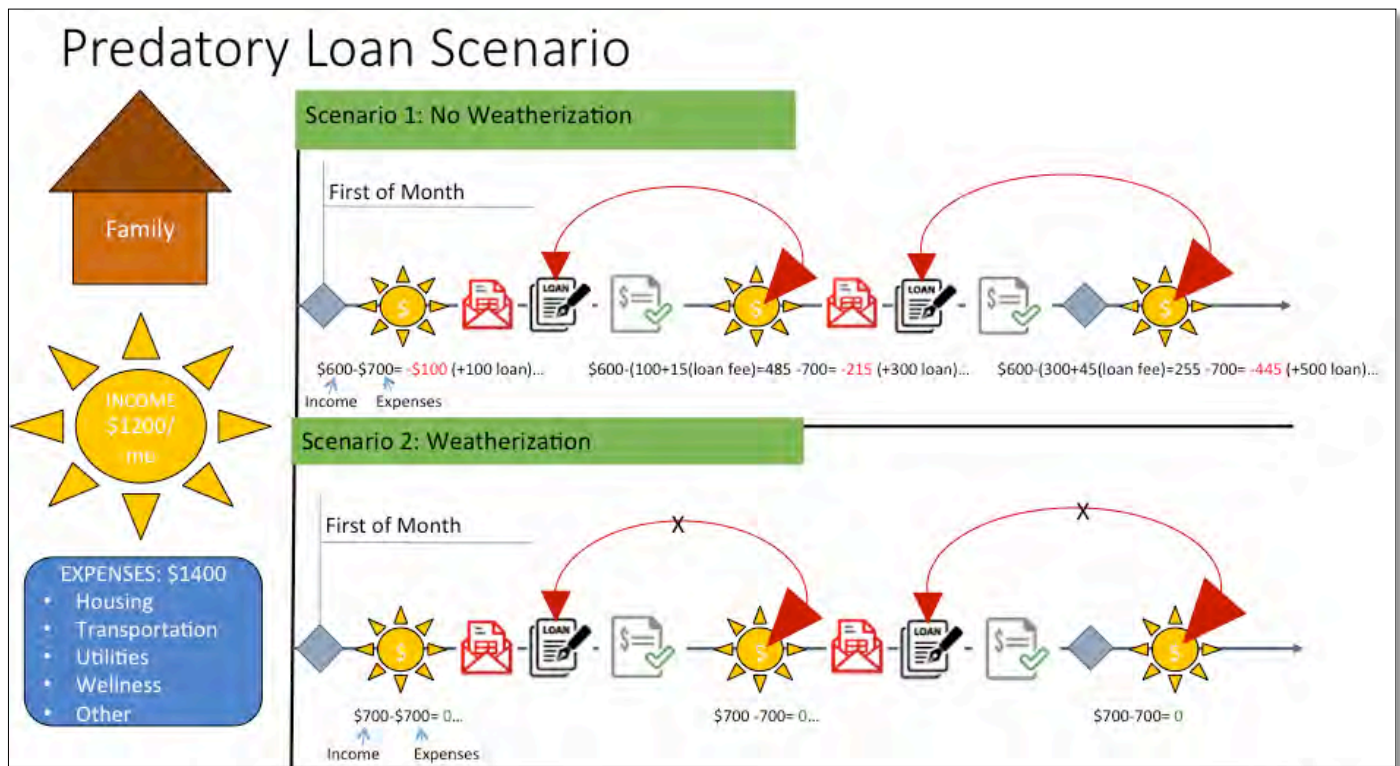 Predatory Loan Scenario
Family
INCOME
$1200/
mo
EXPENSES: $1400
• Housing
• Transportation
• Utilities
• Wellness
• Other
Scenario 1: No Weatherization
First of Month
$
LOAN
$=
$
LOAN
$=
$
$600-$700= -$100 (+100 loan)...
$600-(100+15(loan fee)=485 -700= -215 (+300 loan)...
$600-(300+45(loan fee)=255 -700= -445 (+500 loan)...
Income
Expenses
Scenario 2: Weatherization
First of Month
X
X
$
LOAN
$=
$
LOAN
$=
$
$700-$700= 0...
$700 -700= 0...
$700-700= 0
Income
Expenses